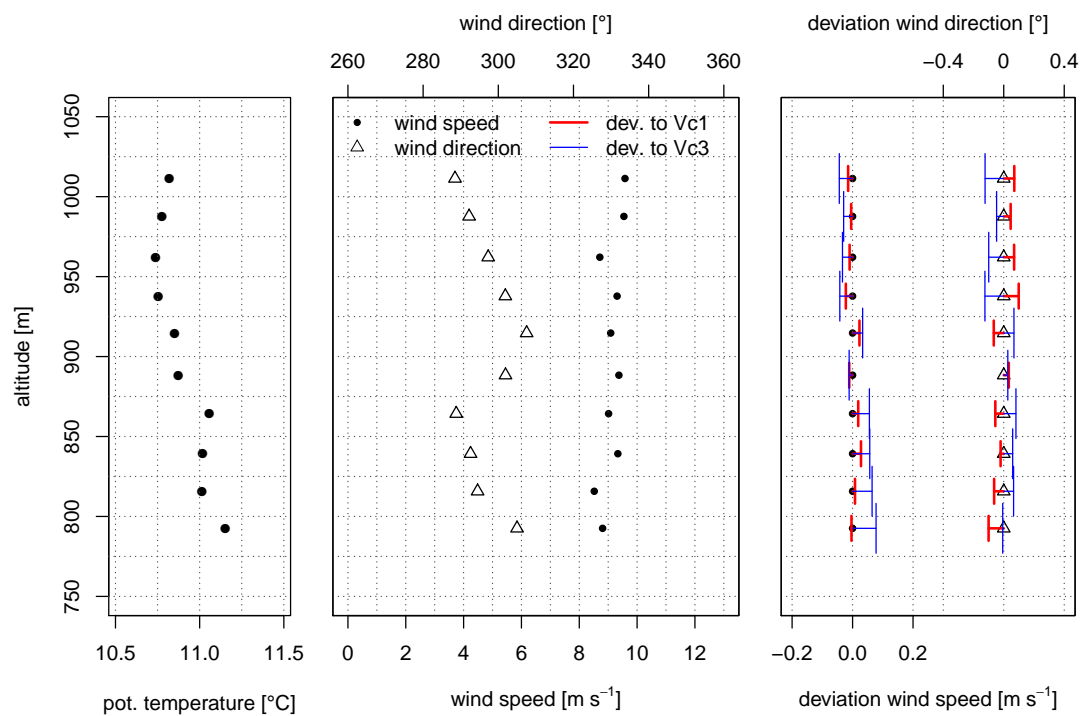 wind direction [°]
deviation wind direction [°]
260 280 300 320 340 360
−0.4 0 0.4
wind speed
wind direction
dev. to Vc1
dev. to Vc3
altitude [m]
1050
1000
950
900
850
800
750
10.5 11.0 11.5
0 2 4 6 8 10 12
−0.2 0.0 0.2
pot. temperature [°C]
wind speed [m s⁻¹]
deviation wind speed [m s⁻¹]